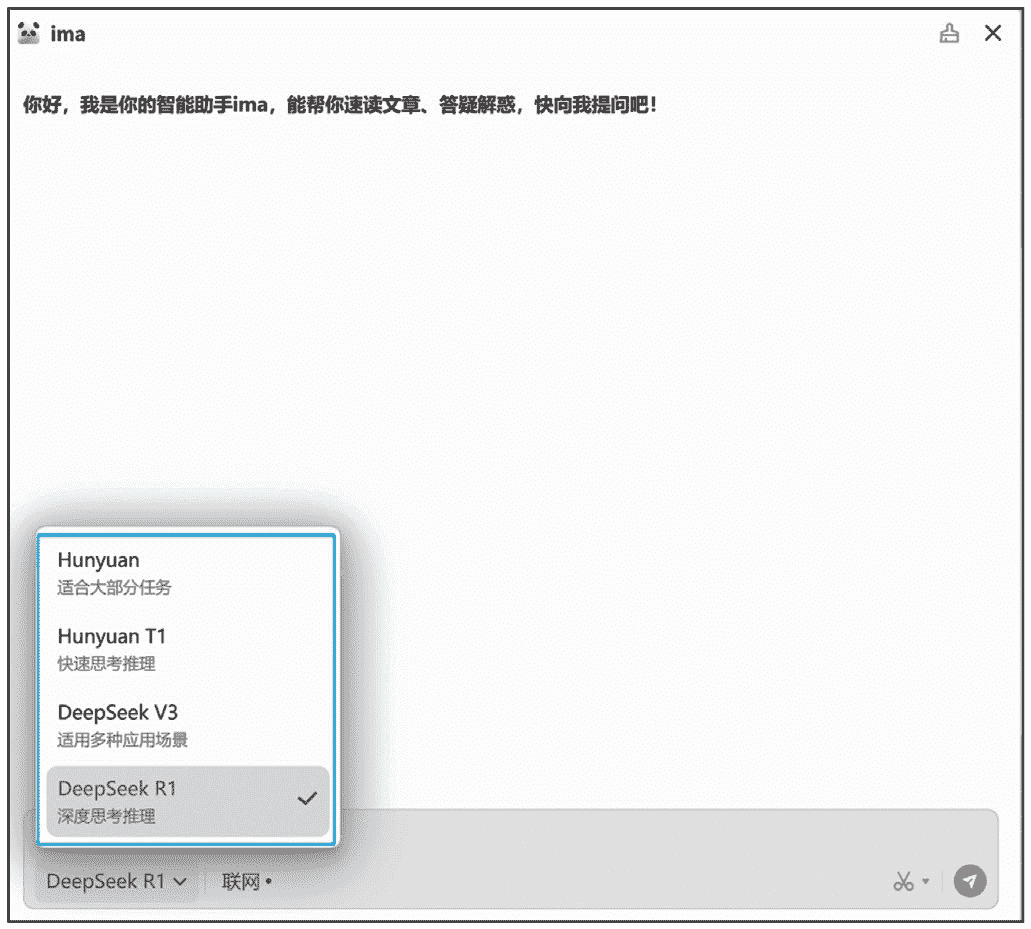 ima
你好，我是你的智能助手ima，能帮你速读文章、答疑解惑，快向我提问吧！
Hunyuan
适合大部分任务
Hunyuan T1
快速思考推理
DeepSeek V3
适用多种应用场景
DeepSeek R1
深度思考推理
DeepSeek R1 联网